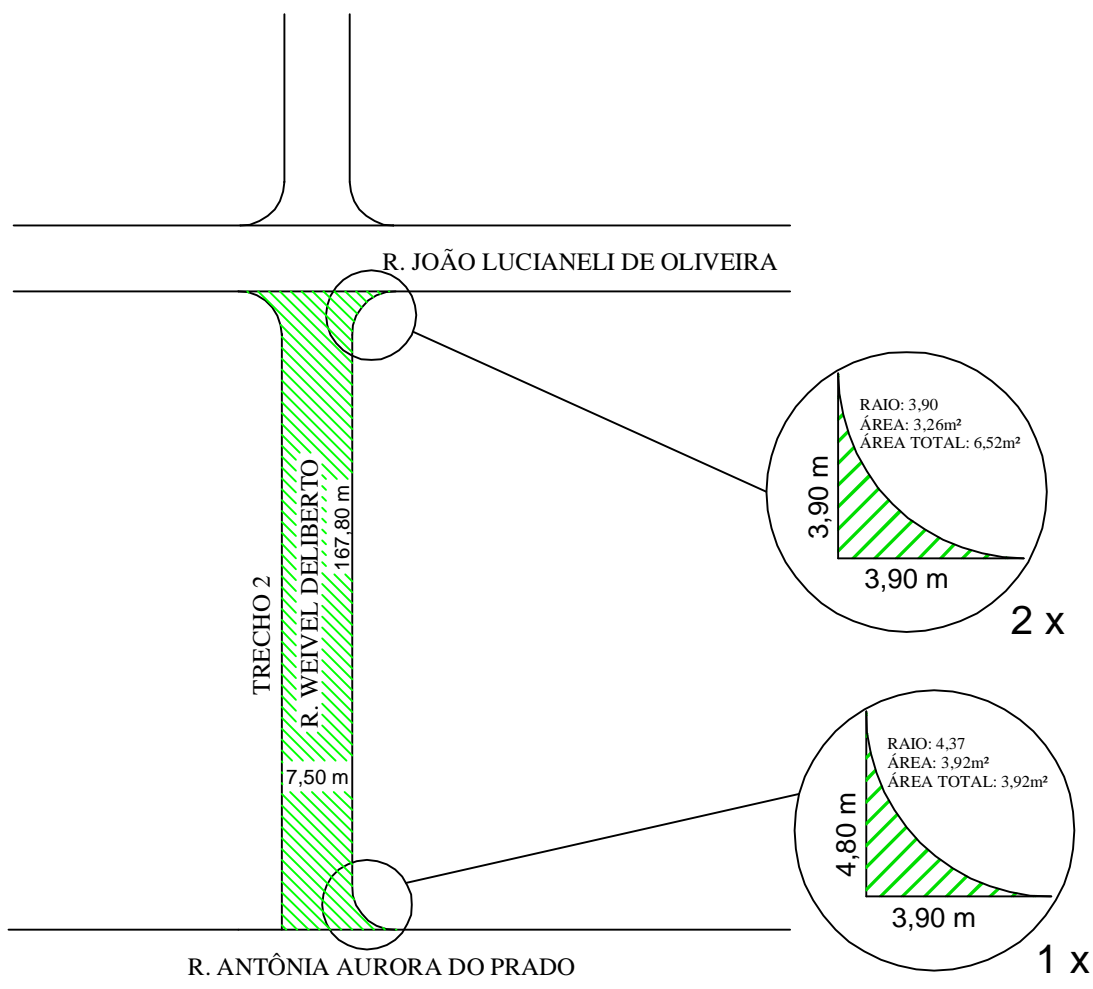 R. JOÃO LUCIANELI DE OLIVEIRA
RAIO: 3,90
ÁREA: 3,26m²
ÁREA TOTAL: 6,52m²
3,90 m
3,90 m
2 x
TRECHO 2
R. WEIVEL DELIBERTO
167,80 m
7,50 m
RAIO: 4,37
ÁREA: 3,92m²
ÁREA TOTAL: 3,92m²
4,80 m
3,90 m
1 x
R. ANTÔNIA AURORA DO PRADO